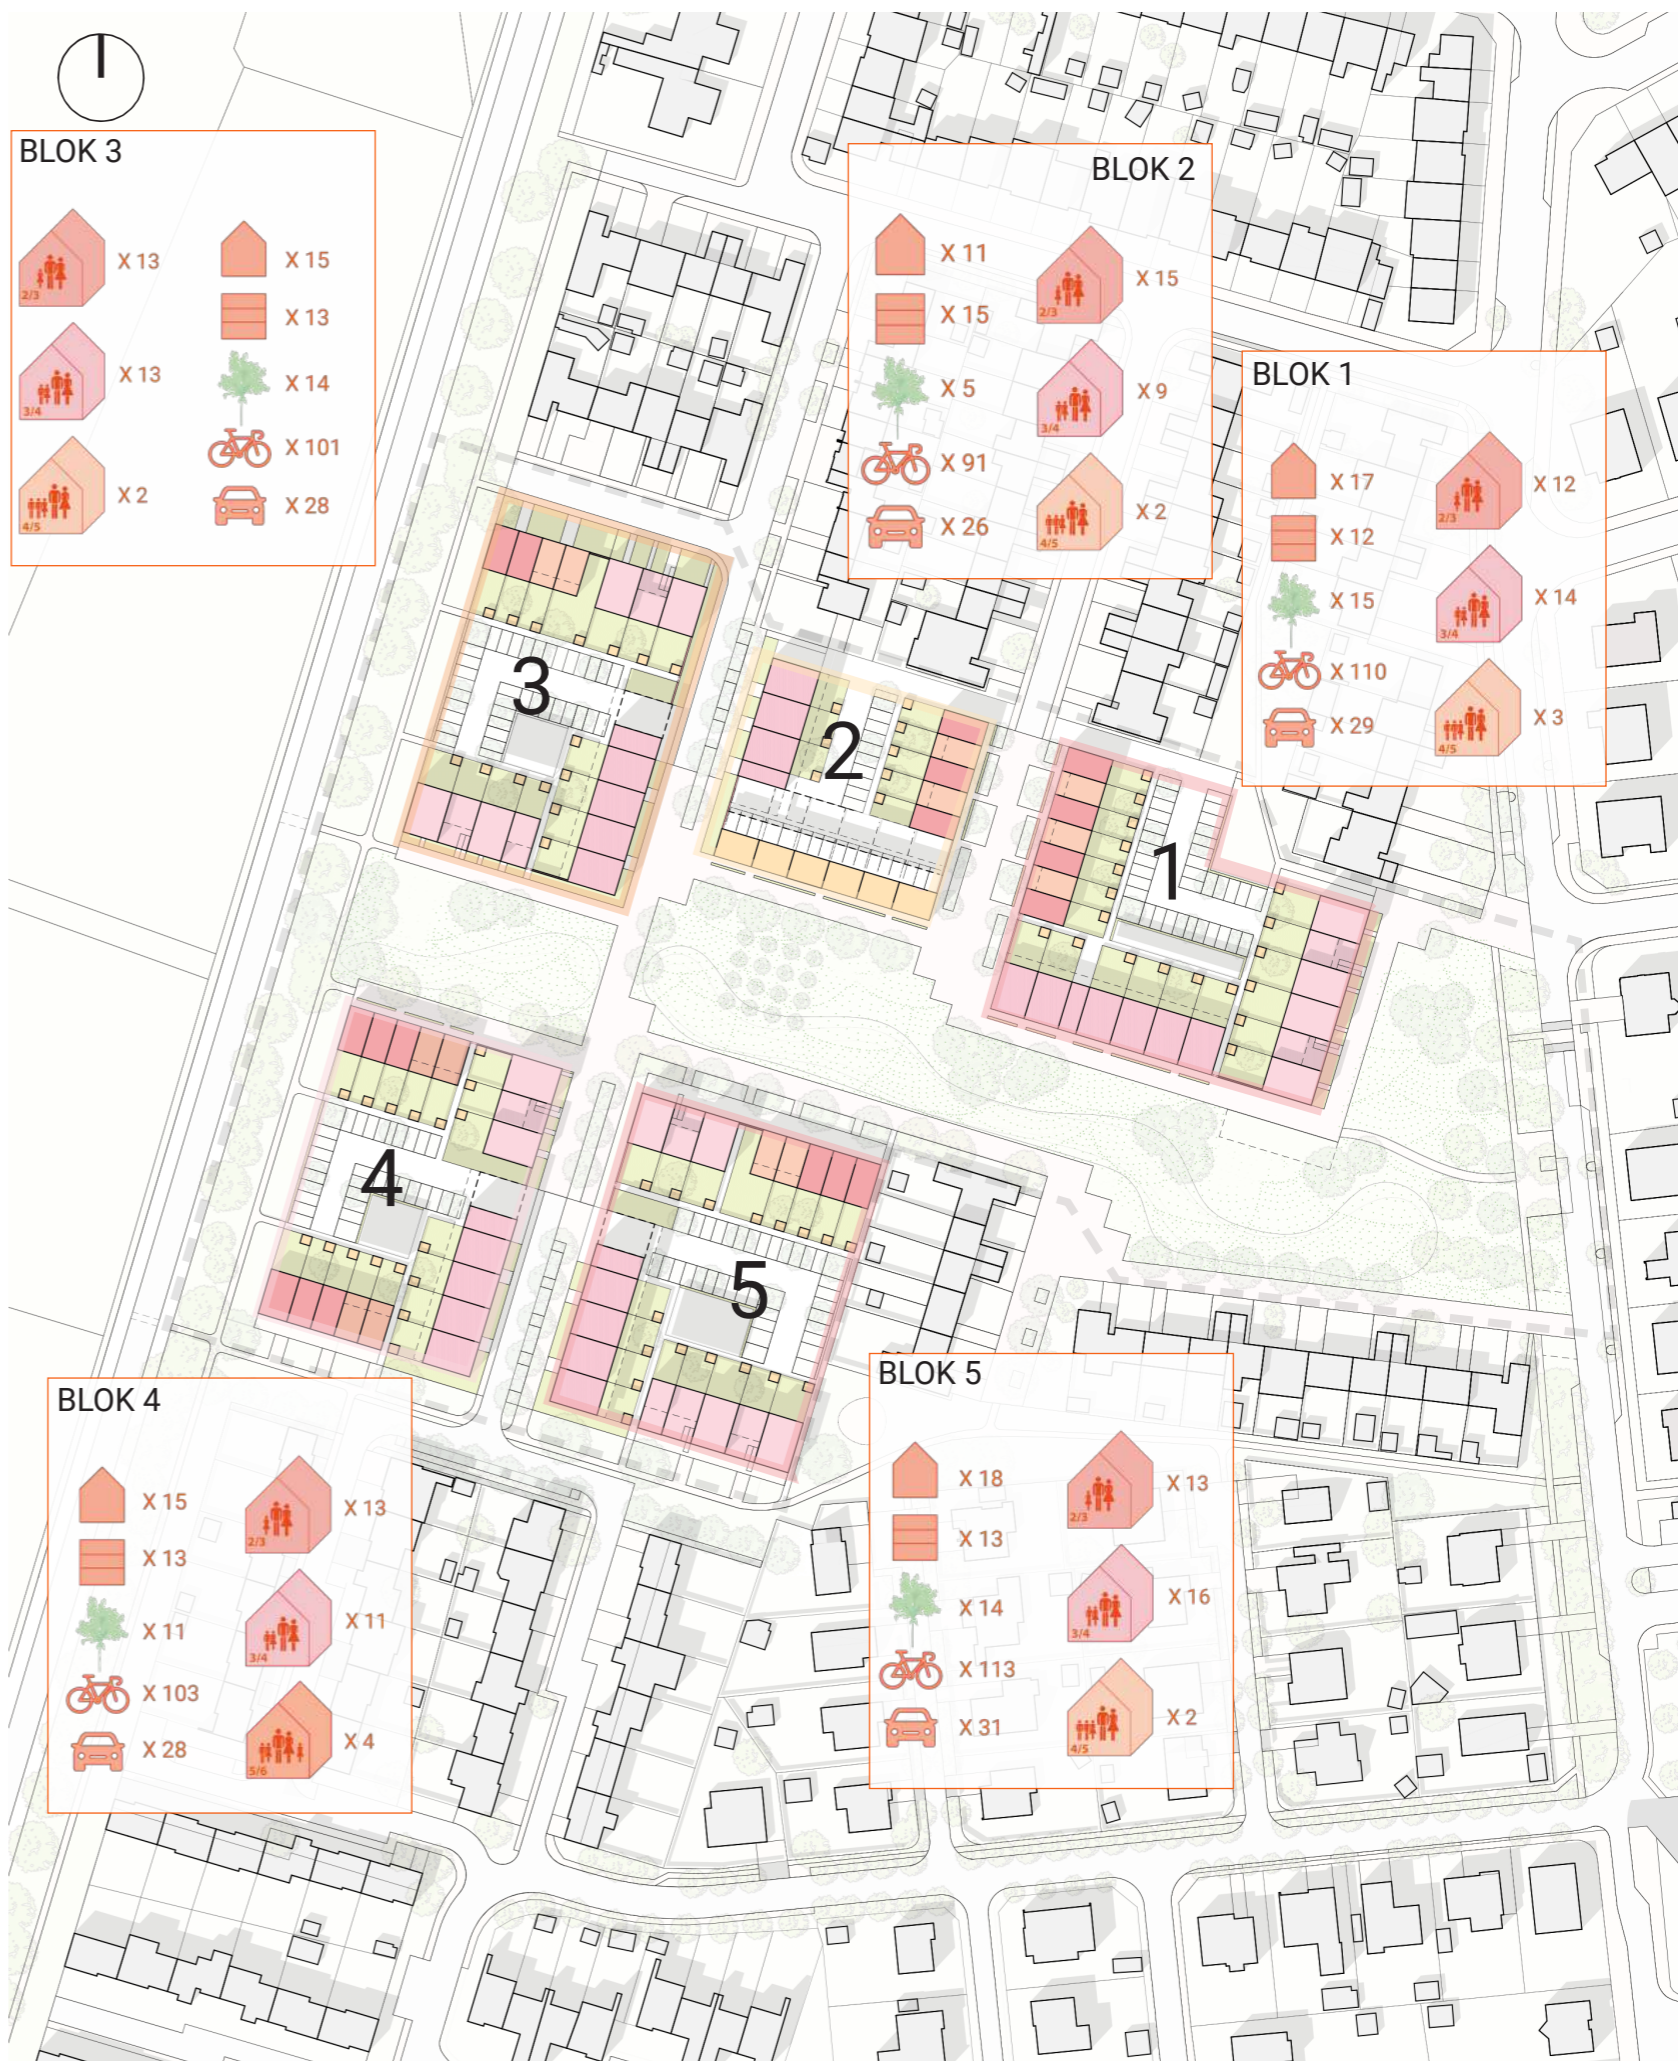 BLOK 3
X 13
2/3
X 13
3/4
X 2
4/5
X 15
X 13
X 14
X 101
X 28
BLOK 2
X 11
X 15
X 5
X 91
X 26
X 15
2/3
X 9
3/4
X 2
4/5
BLOK 1
X 17
X 12
X 15
X 110
X 29
X 12
2/3
X 14
3/4
X 3
4/5
3
2
1
4
5
BLOK 4
X 15
X 13
X 11
X 103
X 28
X 13
2/3
X 11
3/4
X 4
5/6
BLOK 5
X 18
X 13
X 14
X 113
X 31
X 13
2/3
X 16
3/4
X 2
4/5